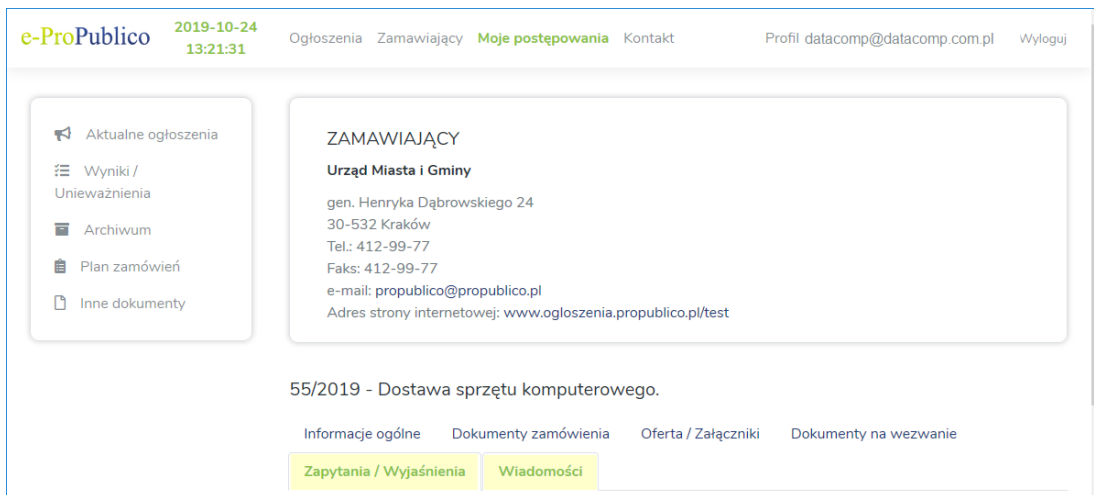 e-ProPublico
2019-10-24
13:21:31
Ogłoszenia Zamawiający Moje postępowania Kontakt Profil datacomp@datacomp.com.pl Wyloguj
Aktualne ogłoszenia
Wyniki /
Unieważnienia
Archiwum
Plan zamówień
Inne dokumenty
ZAMAWIAJĄCY
Urząd Miasta i Gminy
gen. Henryka Dąbrowskiego 24
30-532 Kraków
Tel.: 412-99-77
Faks: 412-99-77
e-mail: propublico@propublico.pl
Adres strony internetowej: www.ogloszenia.propublico.pl/test
55/2019 - Dostawa sprzętu komputerowego.
Informacje ogólne Dokumenty zamówienia Oferta / Załączniki Dokumenty na wezwanie
Zapytania / Wyjaśnienia Wiadomości